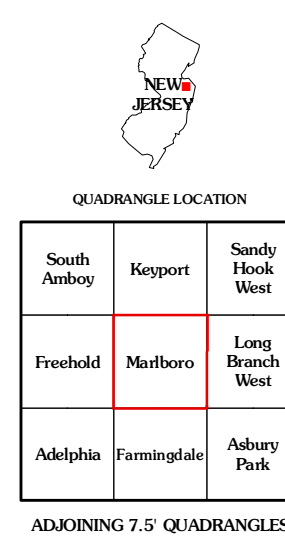 NEW
JERSEY
QUADRANGLE LOCATION
South
Amboy
Keyport
Sandy
Hook
West
Freehold
Marlboro
Long
Branch
West
Adelphia
Farmingdale
Asbury
Park
ADJOINING 7.5' QUADRANGLES